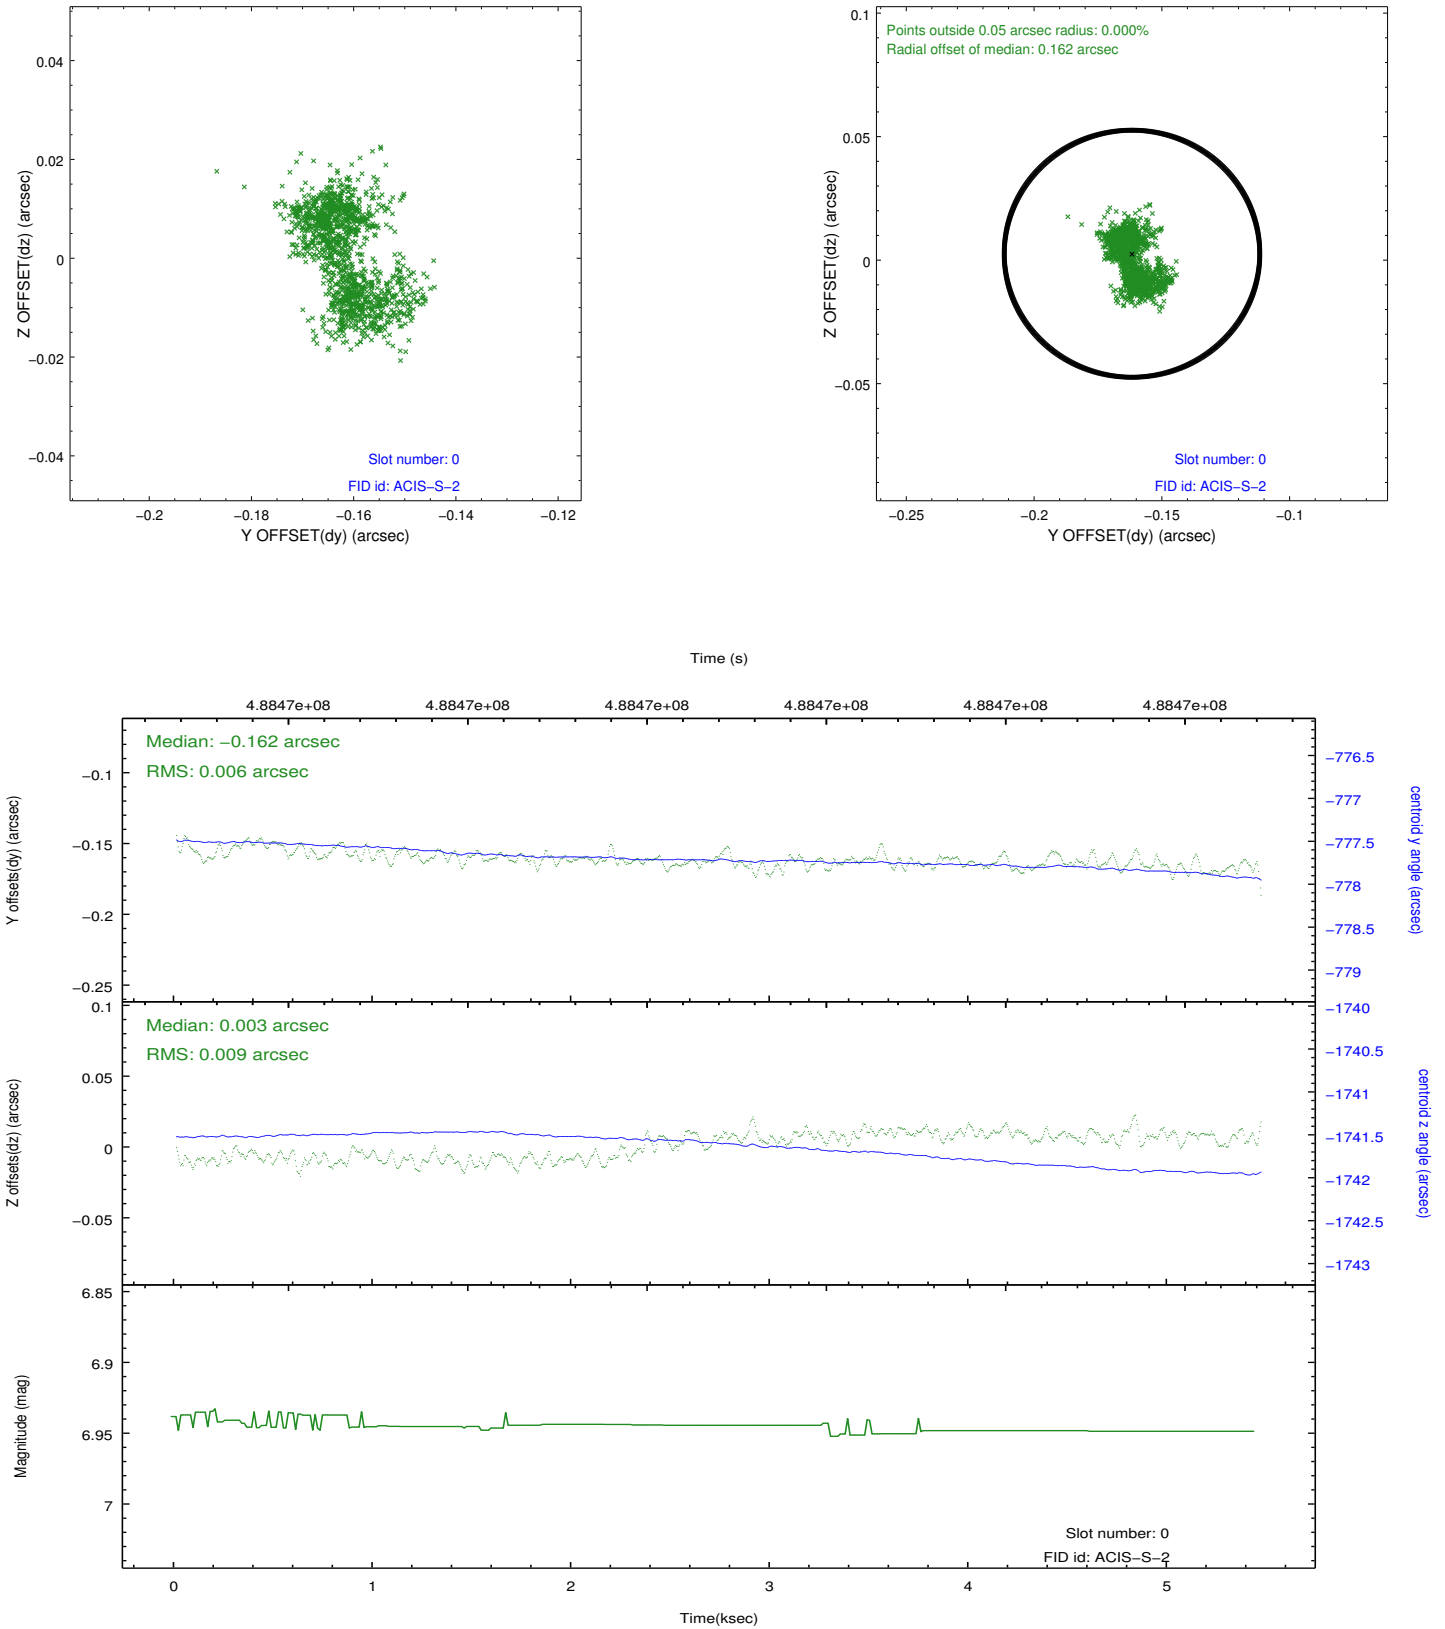 0.04
0.02
0
−0.02
−0.04
Z OFFSET(dz) (arcsec)
Slot number: 0
FID id: ACIS−S−2
−0.2
−0.18
−0.16
−0.14
−0.12
Y OFFSET(dy) (arcsec)
Points outside 0.05 arcsec radius: 0.000%
Radial offset of median: 0.162 arcsec
0.1
0.05
0
−0.05
Z OFFSET(dz) (arcsec)
Slot number: 0
FID id: ACIS−S−2
−0.25
−0.2
−0.15
−0.1
Y OFFSET(dy) (arcsec)
Time (s)
4.8847e+08
4.8847e+08
4.8847e+08
4.8847e+08
4.8847e+08
4.8847e+08
Median: −0.162 arcsec
RMS: 0.006 arcsec
−0.1
−0.15
−0.2
−0.25
Y offsets(dy) (arcsec)
−776.5
−777
−777.5
−778
−778.5
−779
centroid y angle (arcsec)
Median: 0.003 arcsec
RMS: 0.009 arcsec
0.1
0.05
0
−0.05
Z offsets(dz) (arcsec)
−1740
−1740.5
−1741
−1741.5
−1742
−1742.5
−1743
centroid z angle (arcsec)
6.85
6.9
6.95
7
Magnitude (mag)
Slot number: 0
FID id: ACIS−S−2
0
1
2
3
4
5
Time(ksec)